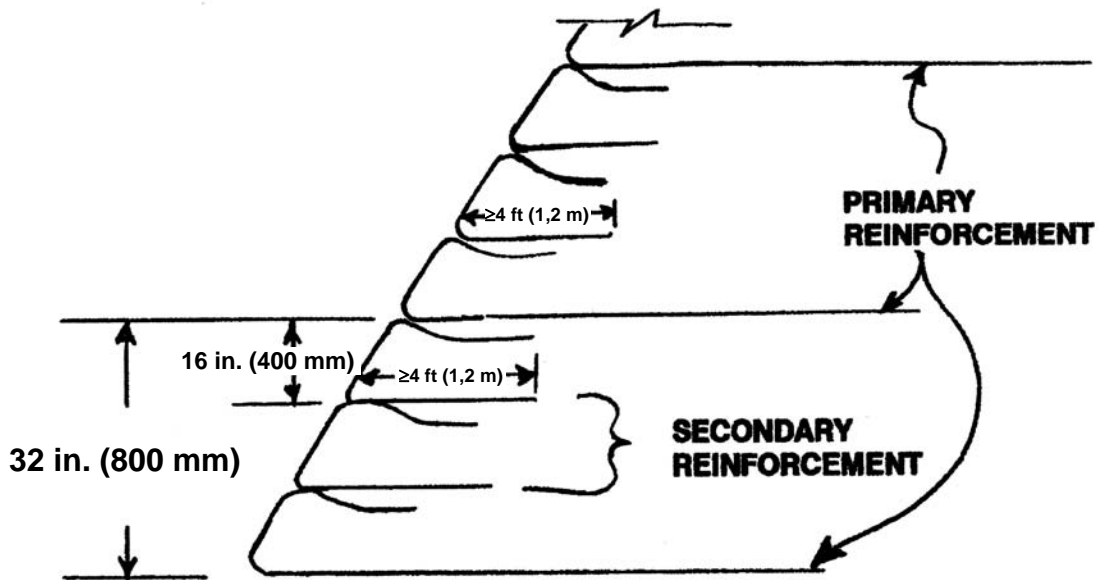 ≥4 ft (1,2 m)
PRIMARY
REINFORCEMENT
16 in. (400 mm)
≥4 ft (1,2 m)
32 in. (800 mm)
SECONDARY
REINFORCEMENT